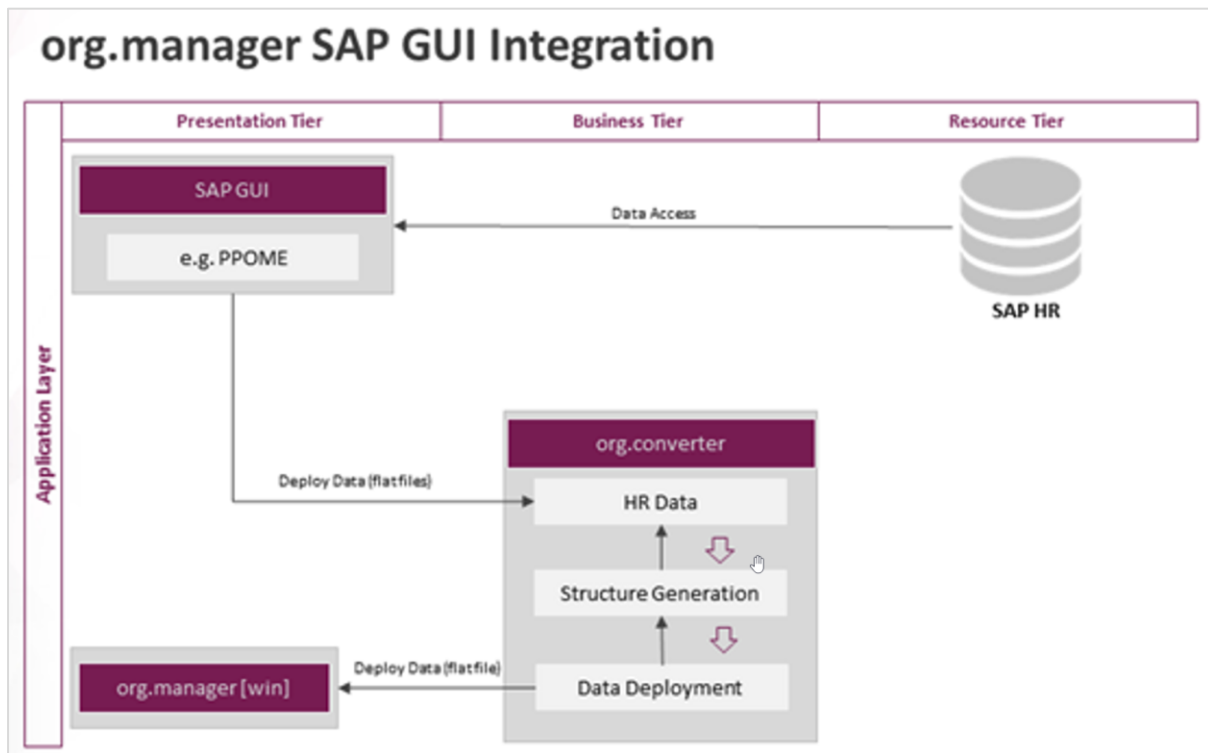 org.manager SAP GUI Integration
Presentation Tier
Business Tier
Resource Tier
Application Layer
SAP GUI
e.g. PPOME
Data Access
SAP HR
org.converter
Deploy Data (flatfiles)
HR Data
Structure Generation
Deploy Data (flatfile)
org.manager [win]
Data Deployment